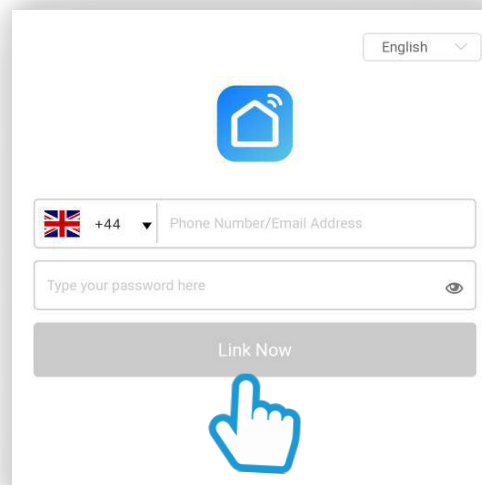 English
+44
Phone Number/Email Address
Type your password here
Link Now